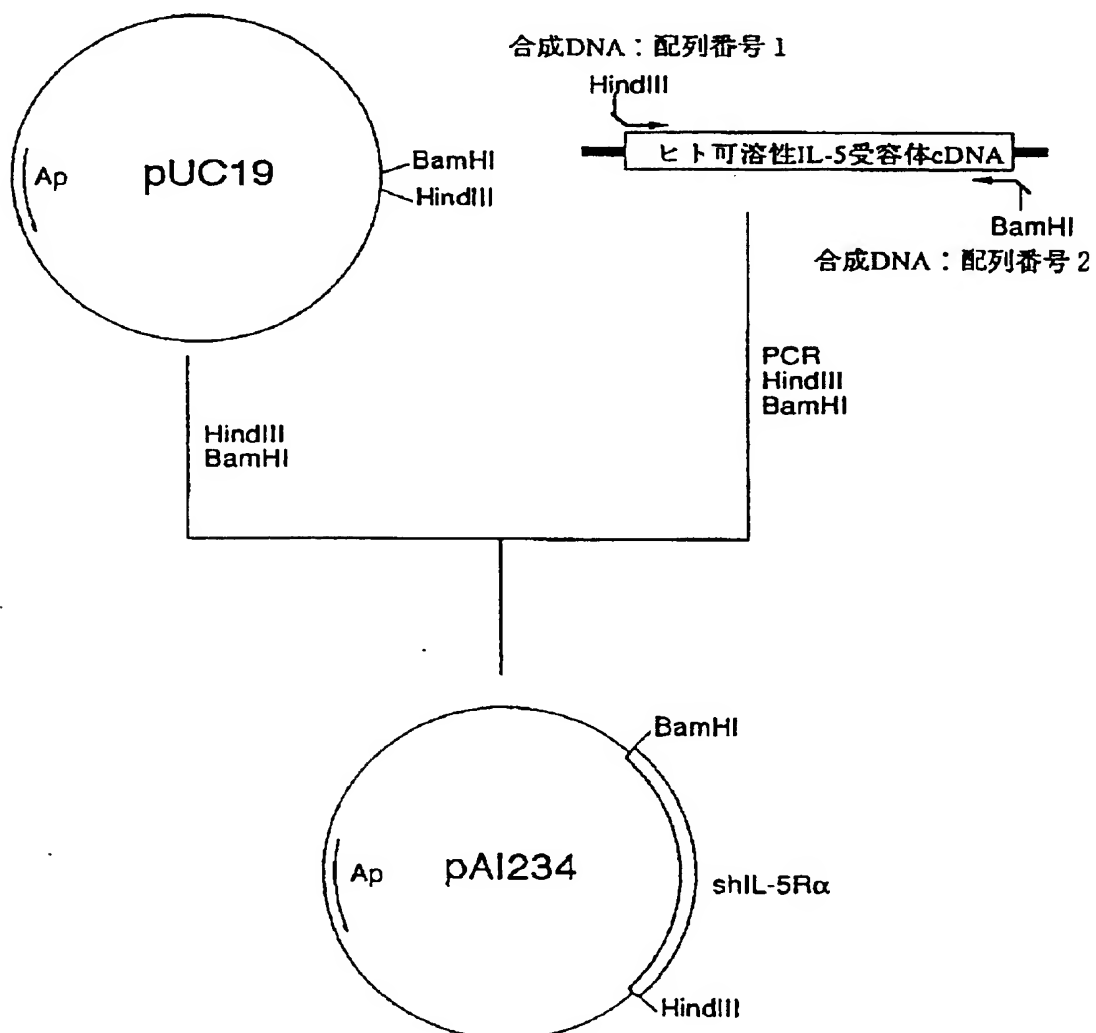 合成DNA：配列番号1
HindIII
ヒト可溶性IL-5受容体cDNA
BamHI
合成DNA：配列番号2
Ap
pUC19
BamHI
HindIII
PCR
HindIII
BamHI
HindIII
BamHI
BamHI
Ap
pAI234
shIL-5Rα
HindIII